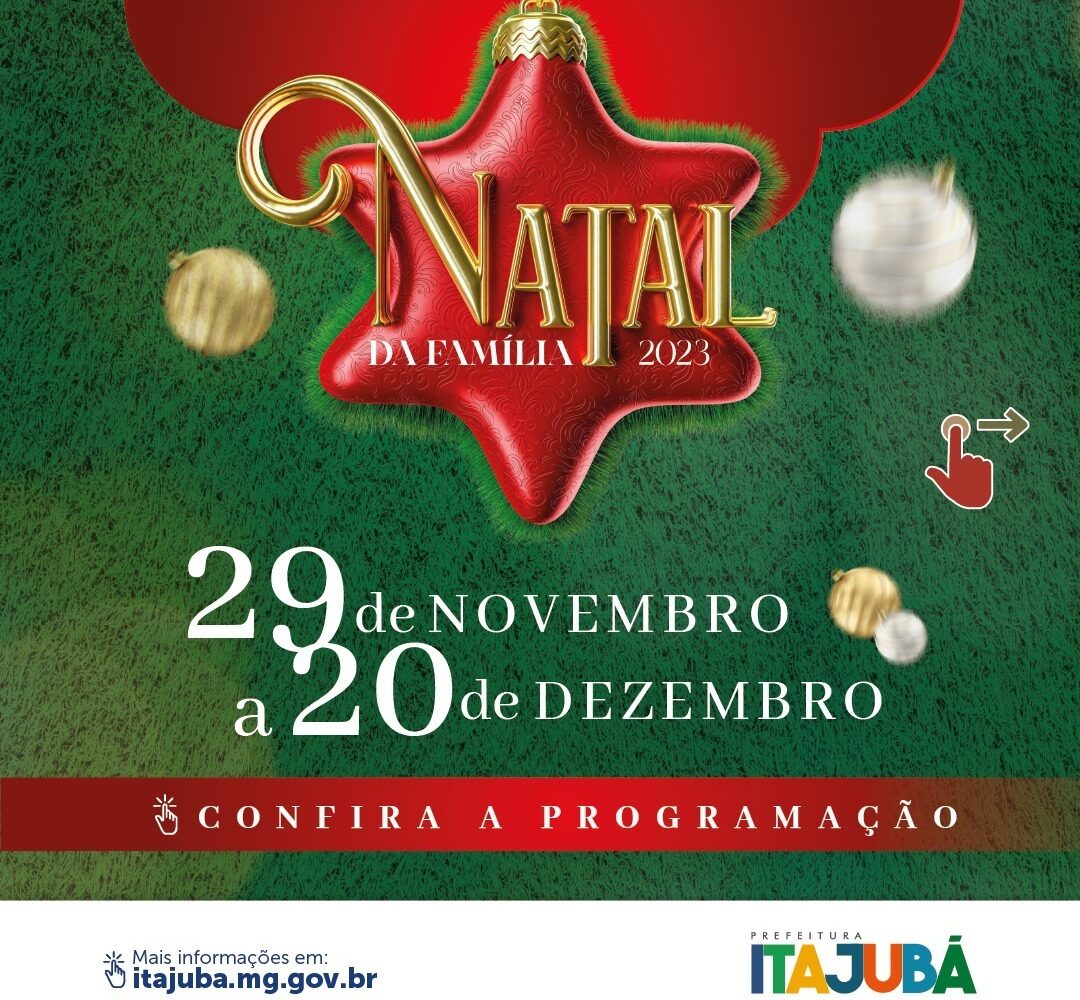 NATAL
DA FAMÍLIA 2023
29 de NOVEMBRO
a 20 de DEZEMBRO
CONFIRA A PROGRAMAÇÃO
Mais informações em:
itajuba.mg.gov.br
PREFEITURA
ITAJUBÁ